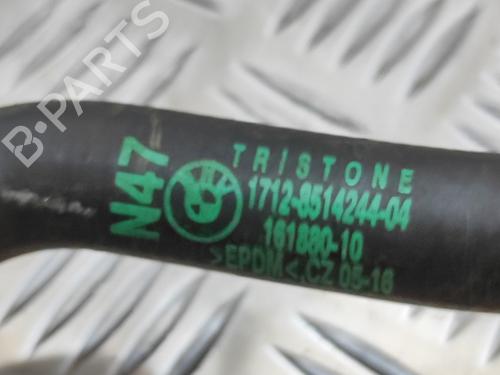 B-PARTS
N47
TRISTONE
1712-8514244-04
161880-10
>EPDM<.CZ 05-16